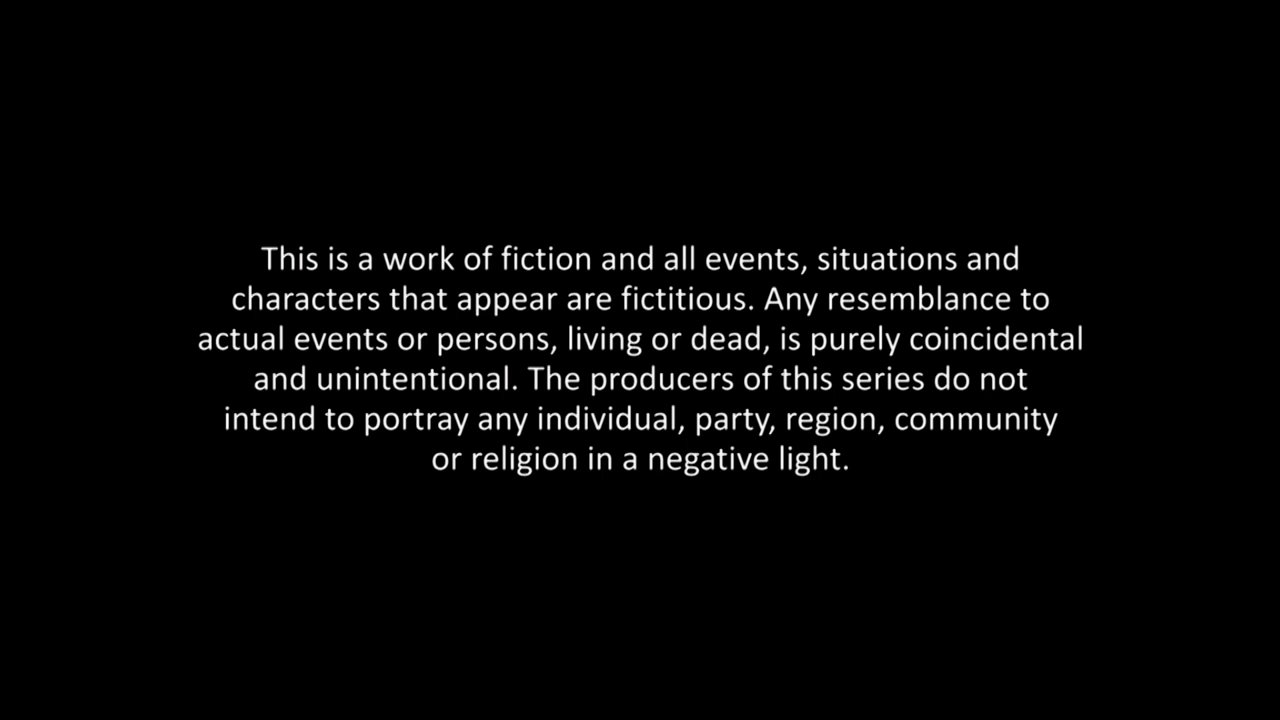 This is a work of fiction and all events, situations and
characters that appear are fictitious. Any resemblance to
actual events or persons, living or dead, is purely coincidental
and unintentional. The producers of this series do not
intend to portray any individual, party, region, community
or religion in a negative light.